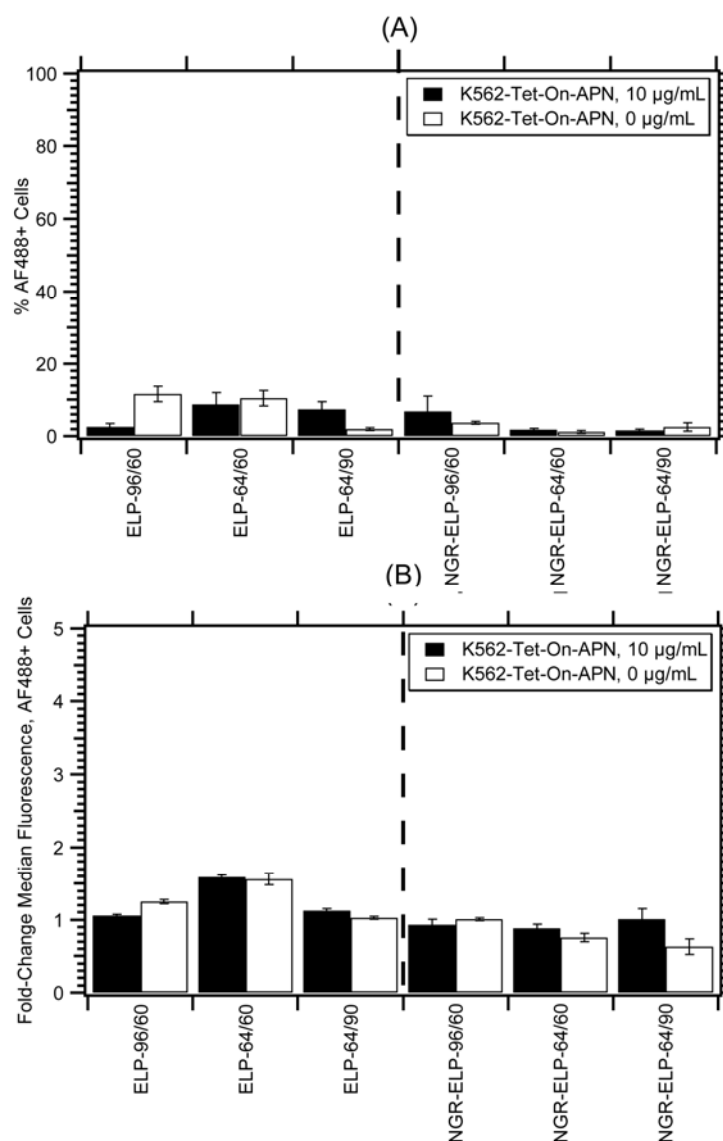 (A)
100
80
60
40
20
0
% AF488+ Cells
K562-Tet-On-APN, 10 µg/mL
K562-Tet-On-APN, 0 µg/mL
ELP-96/60
ELP-64/60
ELP-64/90
NGR-ELP-96/60
NGR-ELP-64/60
NGR-ELP-64/90
(B)
5
4
3
2
1
0
Fold-Change Median Fluorescence, AF488+ Cells
K562-Tet-On-APN, 10 µg/mL
K562-Tet-On-APN, 0 µg/mL
ELP-96/60
ELP-64/60
ELP-64/90
NGR-ELP-96/60
NGR-ELP-64/60
NGR-ELP-64/90